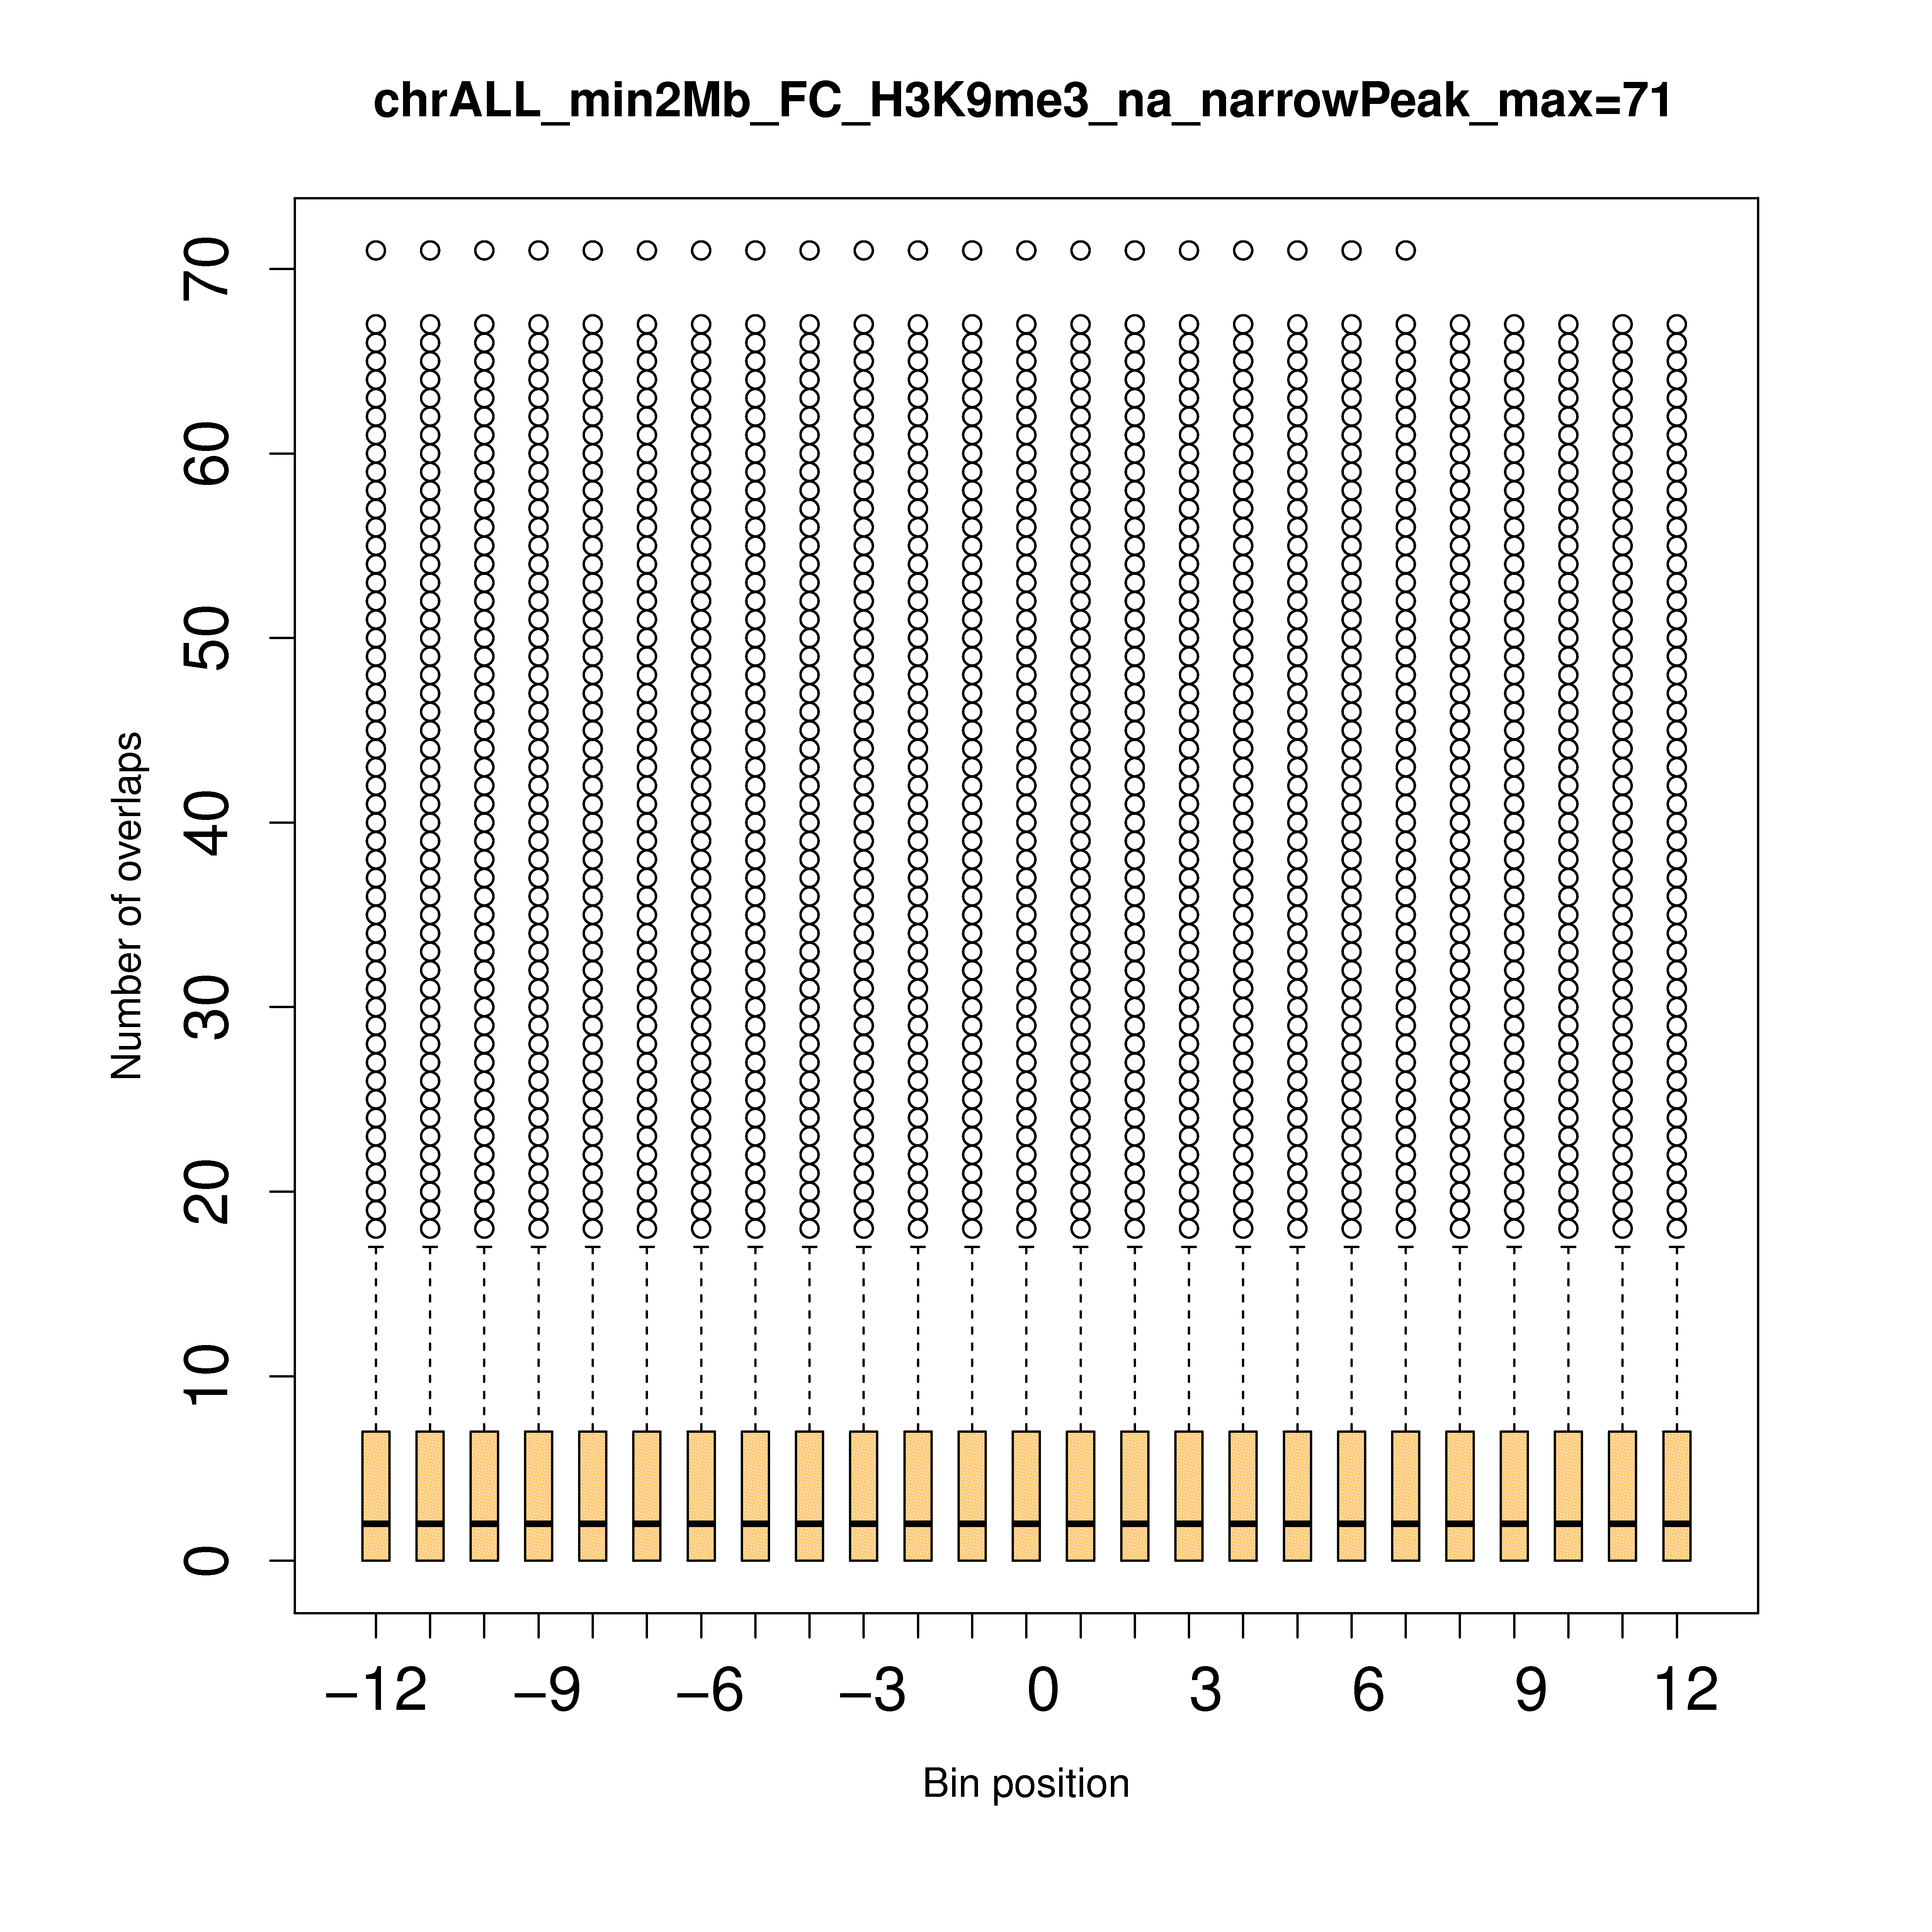 chrALL_min2Mb_FC_H3K9me3_na_narrowPeak_max=71
70
60
50
40
30
20
10
0
Number of overlaps
−12 −9 −6 −3 0 3 6 9 12
Bin position